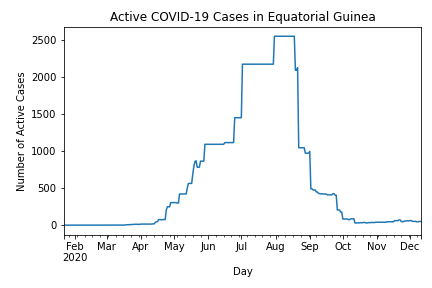 Active COVID-19 Cases in Equatorial Guinea
Number of Active Cases
2500
2000
1500
1000
500
0
Feb Mar Apr May Jun Jul Aug Sep Oct Nov Dec
2020
Day